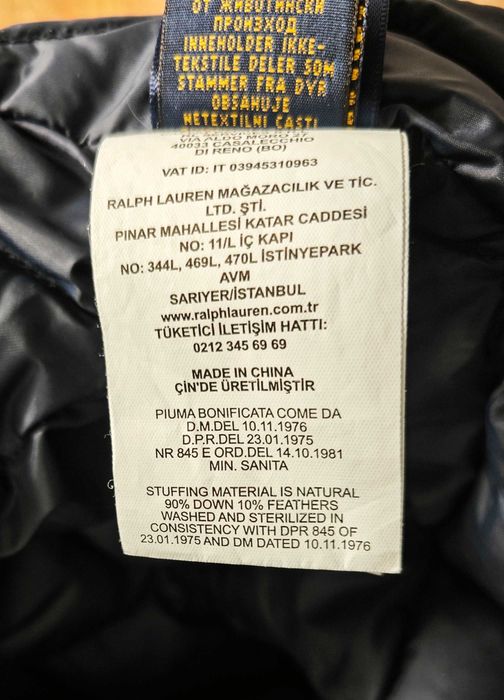 ОТ ЖИВОТИНСКИ
ПРОИЗХОД
INNEHOLDER IKKE-
TEKSTILE DELER SOM
STAMMER FRA DYR
OBSAHUJE
NETEXTILNÍ ČÁSTI
VIA ALDO MORO 37
40033 CASALECCHIO
DI RENO (BO)
VAT ID: IT 03945310963
RALPH LAUREN MAĞAZACILIK VE TİC.
LTD. ŞTİ.
PINAR MAHALLESİ KATAR CADDESİ
NO: 11/L İÇ KAPI
NO: 344L, 469L, 470L İSTİNYEPARK
AVM
SARIYER/İSTANBUL
www.ralphlauren.com.tr
TÜKETİCİ İLETİŞİM HATTI:
0212 345 69 69
MADE IN CHINA
ÇİN'DE ÜRETİLMİŞTİR
PIUMA BONIFICATA COME DA
D.M.DEL 10.11.1976
D.P.R.DEL 23.01.1975
NR 845 E ORD.DEL 14.10.1981
MIN. SANITA
STUFFING MATERIAL IS NATURAL
90% DOWN 10% FEATHERS
WASHED AND STERILIZED IN
CONSISTENCY WITH DPR 845 OF
23.01.1975 AND DM DATED 10.11.1976